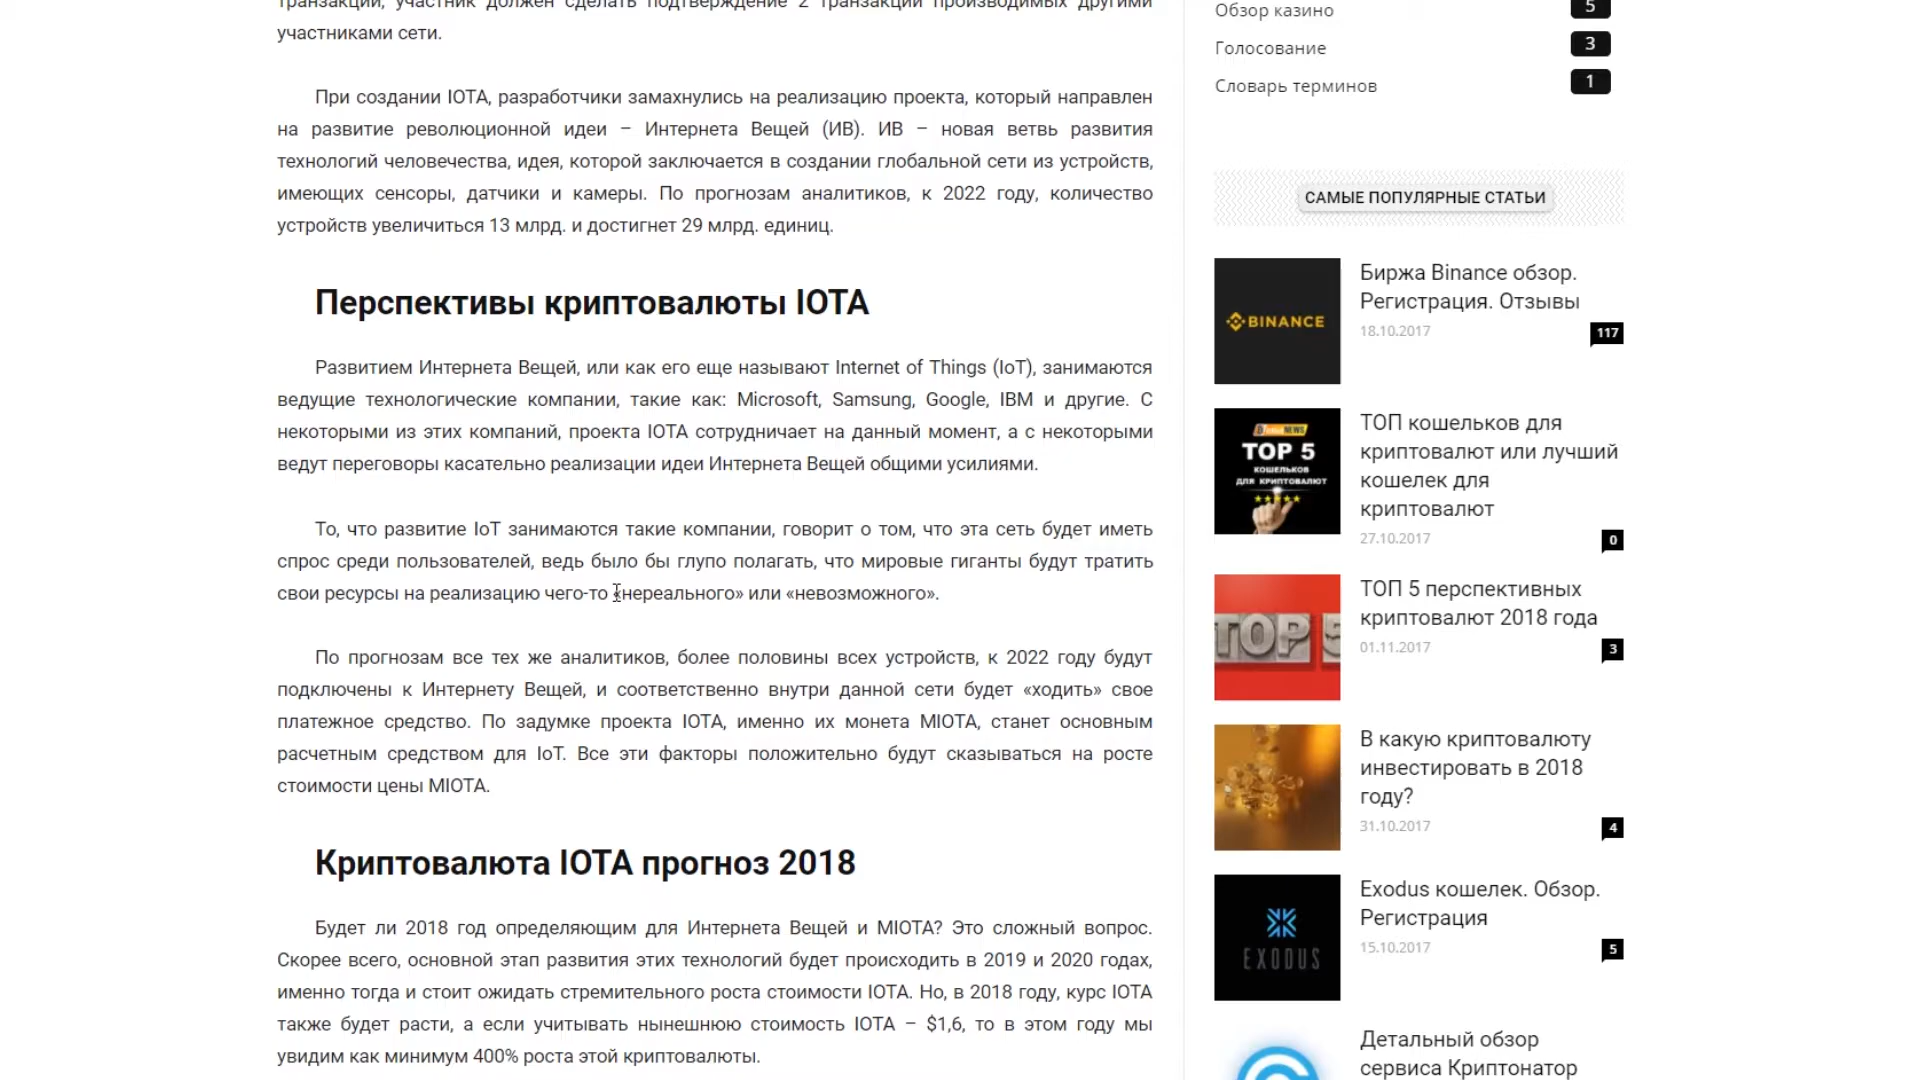 транзакции, участник должен сделать подтверждение 2 транзакций производимых другими
участниками сети.
При создании IOTA, разработчики замахнулись на реализацию проекта, который направлен
на развитие революционной идеи – Интернета Вещей (ИВ). ИВ – новая ветвь развития
технологий человечества, идея, которой заключается в создании глобальной сети из устройств,
имеющих сенсоры, датчики и камеры. По прогнозам аналитиков, к 2022 году, количество
устройств увеличиться 13 млрд. и достигнет 29 млрд. единиц.
Перспективы криптовалюты IOTA
Развитием Интернета Вещей, или как его еще называют Internet of Things (IoT), занимаются
ведущие технологические компании, такие как: Microsoft, Samsung, Google, IBM и другие. С
некоторыми из этих компаний, проекта IOTA сотрудничает на данный момент, а с некоторыми
ведут переговоры касательно реализации идеи Интернета Вещей общими усилиями.
То, что развитие IoT занимаются такие компании, говорит о том, что эта сеть будет иметь
спрос среди пользователей, ведь было бы глупо полагать, что мировые гиганты будут тратить
свои ресурсы на реализацию чего-то «нереального» или «невозможного».
По прогнозам все тех же аналитиков, более половины всех устройств, к 2022 году будут
подключены к Интернету Вещей, и соответственно внутри данной сети будет «ходить» свое
платежное средство. По задумке проекта IOTA, именно их монета MIOTA, станет основным
расчетным средством для IoT. Все эти факторы положительно будут сказываться на росте
стоимости цены MIOTA.
Криптовалюта IOTA прогноз 2018
Будет ли 2018 год определяющим для Интернета Вещей и MIOTA? Это сложный вопрос.
Скорее всего, основной этап развития этих технологий будет происходить в 2019 и 2020 годах,
именно тогда и стоит ожидать стремительного роста стоимости IOTA. Но, в 2018 году, курс IOTA
также будет расти, а если учитывать нынешнюю стоимость IOTA – $1,6, то в этом году мы
увидим как минимум 400% роста этой криптовалюты.
Обзор казино 5
Голосование 3
Словарь терминов 1
САМЫЕ ПОПУЛЯРНЫЕ СТАТЬИ
BINANCE
Биржа Binance обзор.
Регистрация. Отзывы
18.10.2017
117
NEWS
TOP 5
КОШЕЛЬКОВ
ДЛЯ КРИПТОВАЛЮТ
ТОП кошельков для
криптовалют или лучший
кошелек для
криптовалют
27.10.2017
0
TOP 5
ТОП 5 перспективных
криптовалют 2018 года
01.11.2017
3
В какую криптовалюту
инвестировать в 2018
году?
31.10.2017
4
EXODUS
Exodus кошелек. Обзор.
Регистрация
15.10.2017
5
Детальный обзор
сервиса Криптонатор